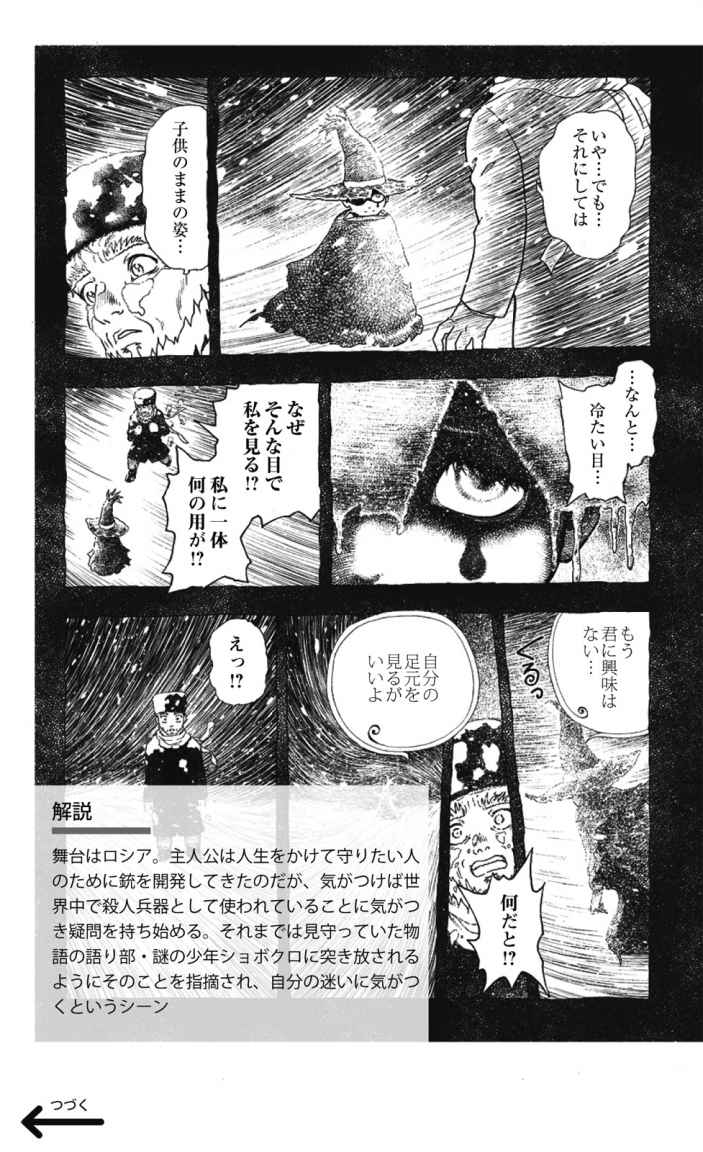 いや…でも…
それにしては
子供のままの姿…
…なんと…
冷たい目…
なぜ
そんな目で
私を見る!?
私に一体
何の用が!?
もう
君に興味は
ない…
くるっ
何だと!?
自分の
足元を
見るが
いいよ
えっ!?
解説
舞台はロシア。主人公は人生をかけて守りたい人
のために銃を開発してきたのだが、気がつけば世
界中で殺人兵器として使われていることに気がつ
き疑問を持ち始める。それまでは見守っていた物
語の語り部・謎の少年ショボクロに突き放される
ようにそのことを指摘され、自分の迷いに気がつ
くというシーン
つづく